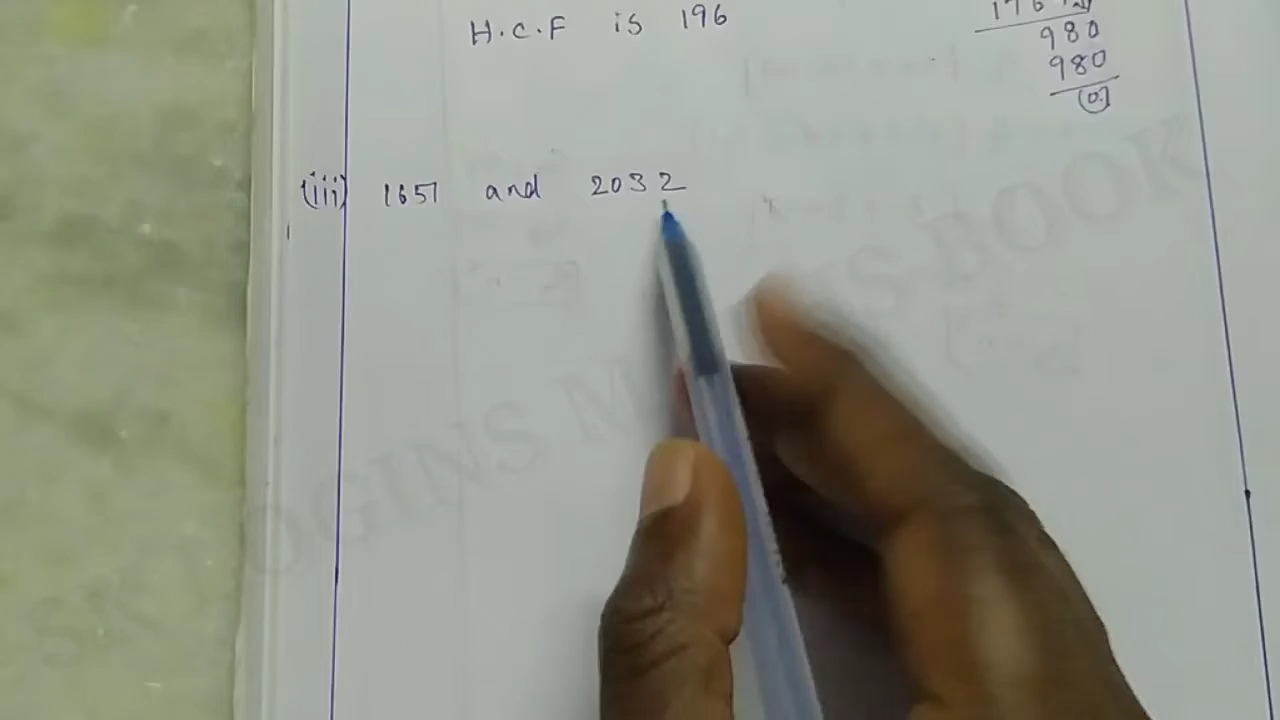 H.C.F is 196
980
980
(0.)
(iii) 1651 and 2032